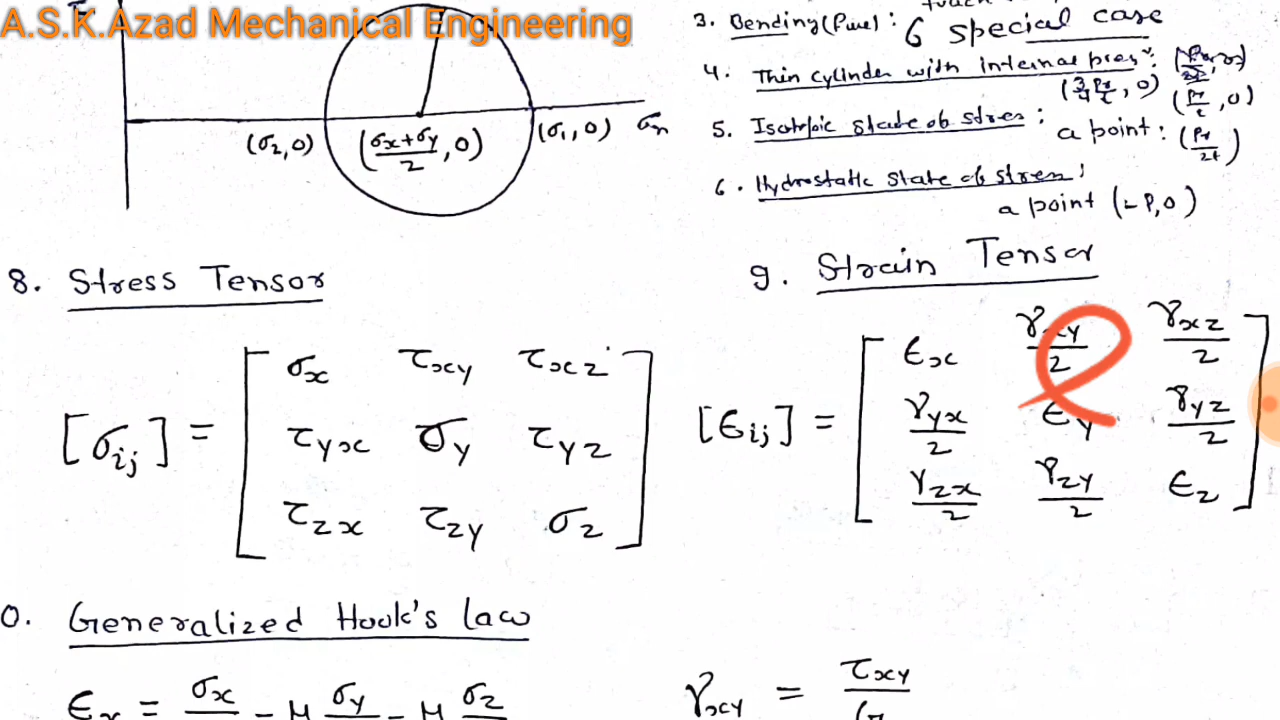 A.S.K.Azad Mechanical Engineering
3. Bending (Pure) :
6 special case
4. Thin cylinder with internal pres^r :
(3/4 Pr/t, 0) (Pr/t, 0)
(σ2,0) (σx+σy/2, 0) (σ1, 0) σn
5. Isotropic state of stres :
a point : (Pr/2t)
6. Hydrostatic State of stress :
a point (-P,0)
8. Stress Tensor
9. Strain Tensor
[σij] = [σx τxy τxz
τyx σy τyz
τzx τzy σz]
[ϵij] = [ϵx γxy/2 γxz/2
γyx/2 ϵy γyz/2
γzx/2 γzy/2 ϵz]
0. Generalized Hook's law
ϵx = σx - μ σy - μ σz
γxy = τxy